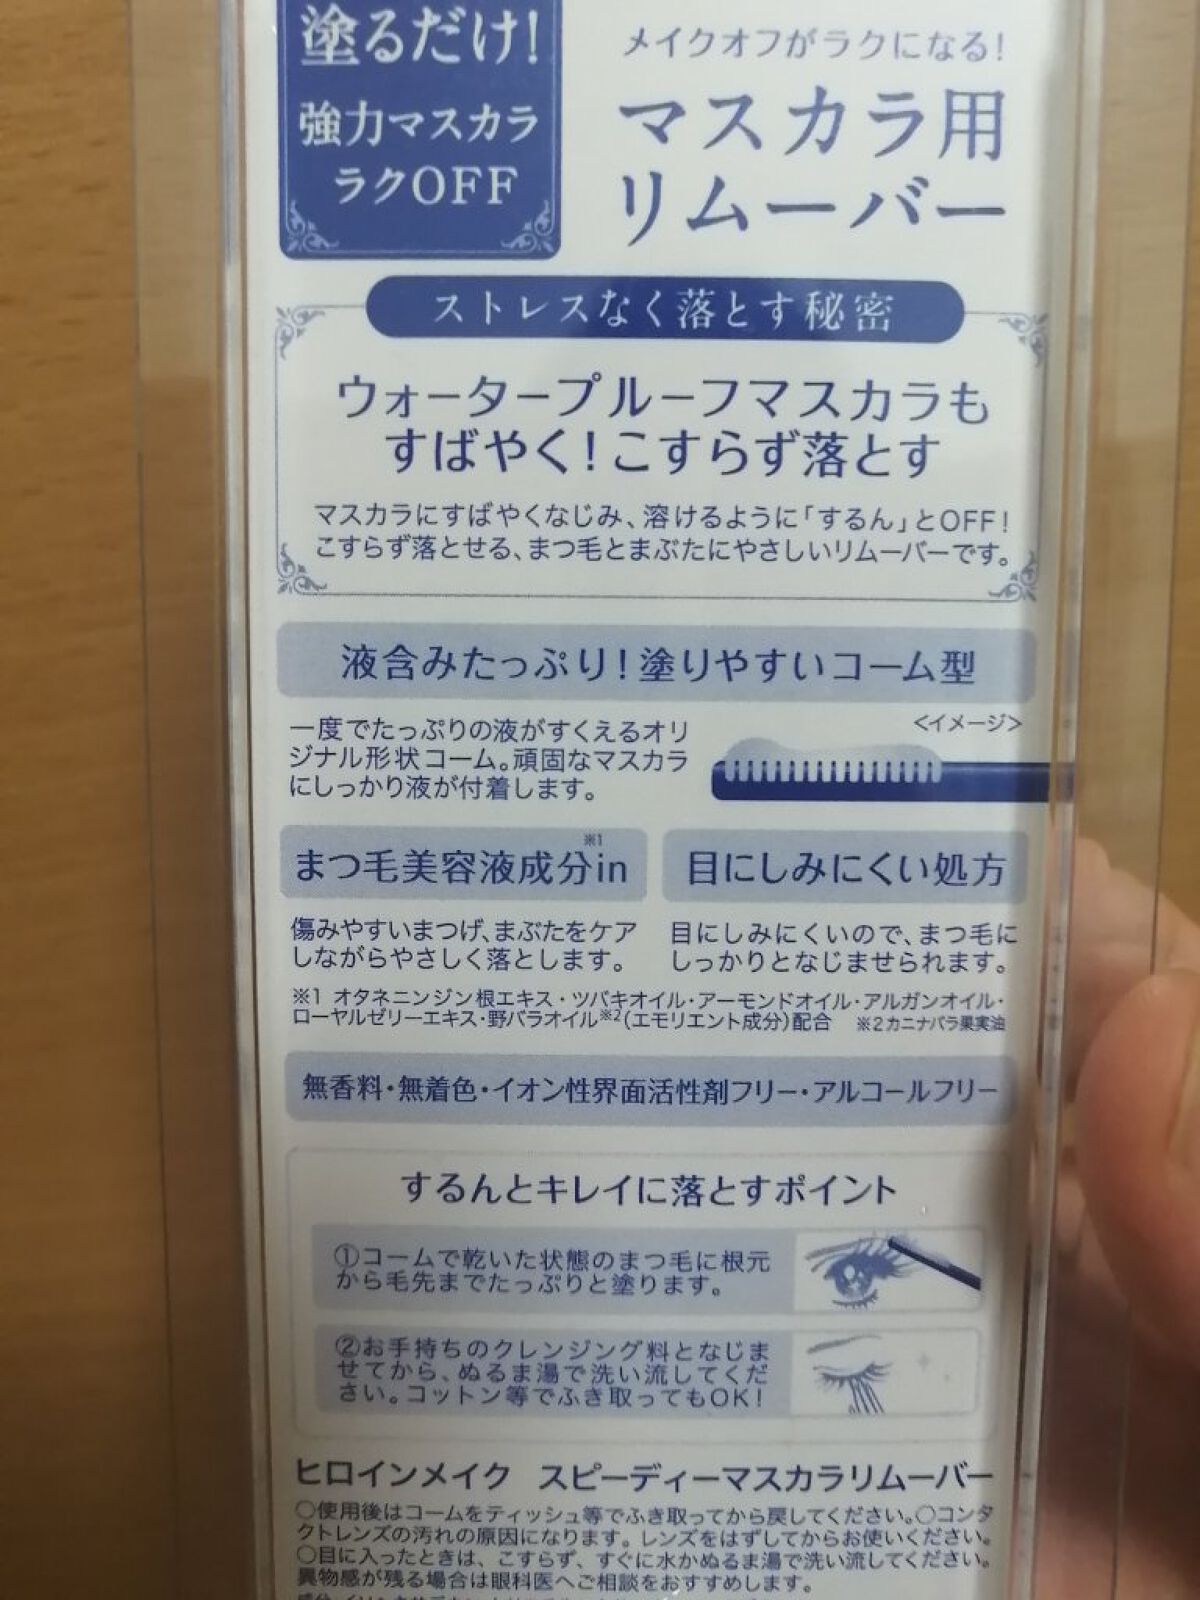 塗るだけ!
強力マスカラ
ラクOFF
メイクオフがラクになる!
マスカラ用
リムーバー
ストレスなく落とす秘密
ウォータープルーフマスカラも
すばやく!こすらず落とす
マスカラにすばやくなじみ、溶けるように「するん」とOFF!
こすらず落とせる、まつ毛とまぶたにやさしいリムーバーです。
液含みたっぷり!塗りやすいコーム型
一度でたっぷりの液がすくえるオリ
ジナル形状コーム。頑固なマスカラ
にしっかり液が付着します。
<イメージ>
まつ毛美容液成分※1in
傷みやすいまつげ、まぶたをケア
しながらやさしく落とします。
目にしみにくい処方
目にしみにくいので、まつ毛に
しっかりとなじませられます。
※1 オタネニンジン根エキス・ツバキオイル・アーモンドオイル・アルガンオイル・
ローヤルゼリーエキス・野バラオイル※2(エモリエント成分)配合 ※2カニナバラ果実油
無香料・無着色・イオン性界面活性剤フリー・アルコールフリー
するんとキレイに落とすポイント
①コームで乾いた状態のまつ毛に根元
から毛先までたっぷりと塗ります。
②お手持ちのクレンジング料となじま
せてから、ぬるま湯で洗い流してくだ
さい。コットン等でふき取ってもOK!
ヒロインメイク スピーディーマスカラリムーバー
○使用後はコームをティッシュ等でふき取ってから戻してください。○コンタ
クトレンズの汚れの原因になります。レンズをはずしてからお使いください。
○目に入ったときは、こすらず、すぐに水かぬるま湯で洗い流してください。
異物感が残る場合は眼科医へご相談をおすすめします。